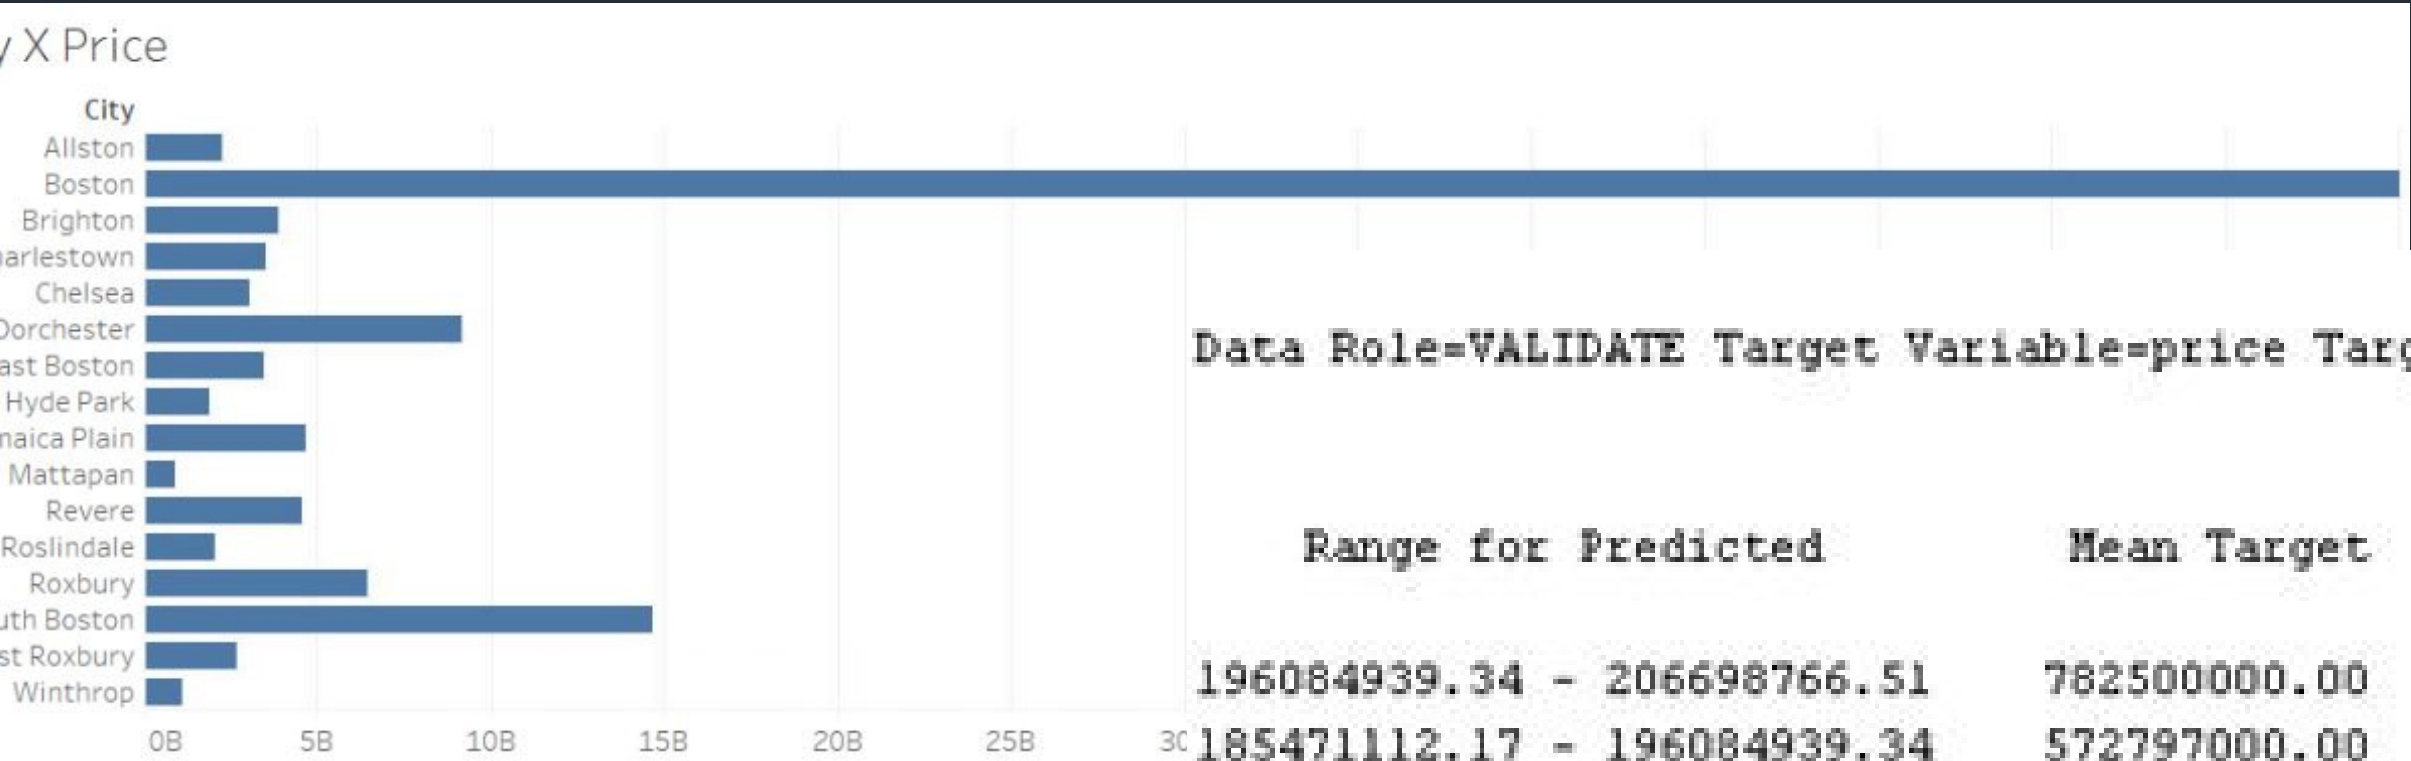 y X Price
City
Allston
Boston
Brighton
arlestown
Chelsea
Dorchester
ast Boston
Hyde Park
naica Plain
Mattapan
Revere
Roslindale
Roxbury
uth Boston
st Roxbury
Winthrop
0B 5B 10B 15B 20B 25B 30
Data Role=VALIDATE Target Variable=price Targ
Range for Predicted Mean Target
196084939.34 - 206698766.51 782500000.00
185471112.17 - 196084939.34 572797000.00